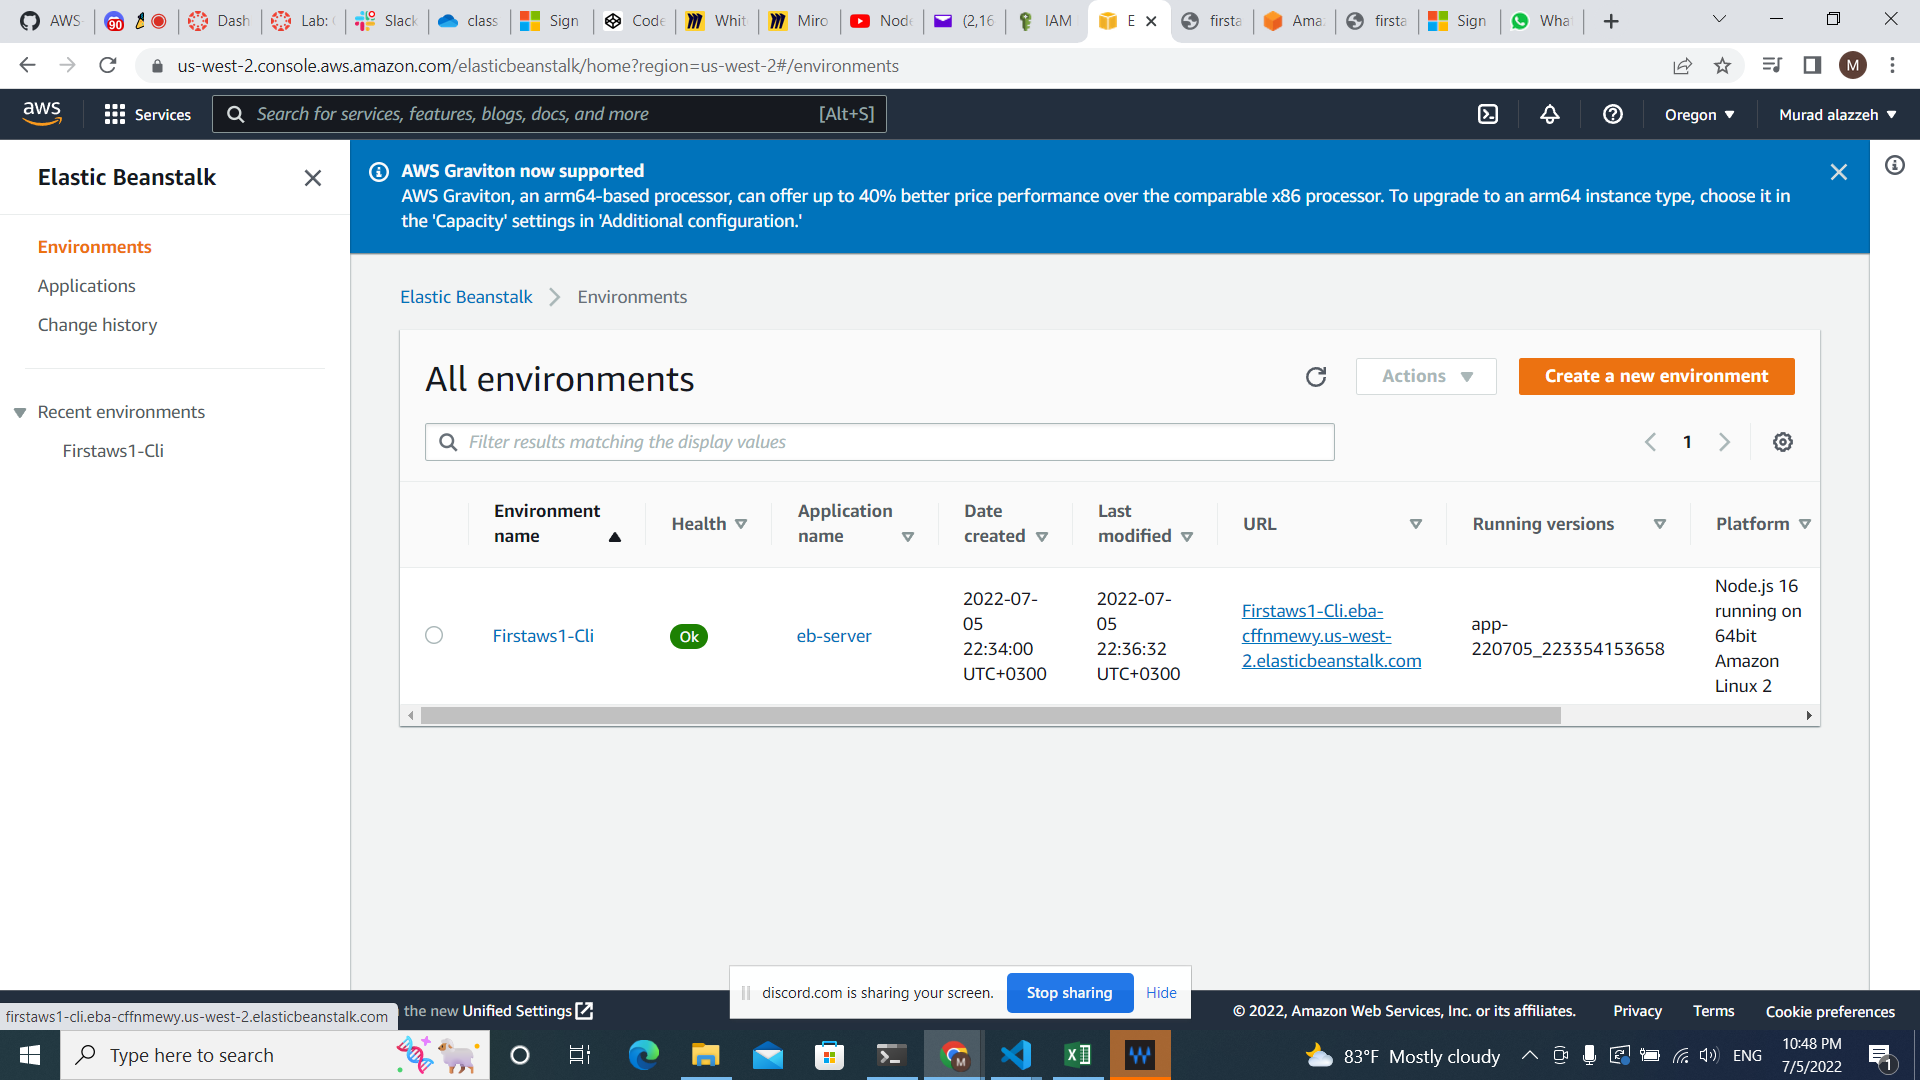 AWS-
90
Dash
Lab:
Slack
class
Sign
Code
White
Miro
Node
(2,16
IAM
E
firsta
Amaz
firsta
Sign
What
us-west-2.console.aws.amazon.com/elasticbeanstalk/home?region=us-west-2#/environments
M
aws
Services
Search for services, features, blogs, docs, and more
[Alt+S]
Oregon
Murad alazzeh
Elastic Beanstalk
Environments
Applications
Change history
Recent environments
Firstaws1-Cli
AWS Graviton now supported
AWS Graviton, an arm64-based processor, can offer up to 40% better price performance over the comparable x86 processor. To upgrade to an arm64 instance type, choose it in
the 'Capacity' settings in 'Additional configuration.'
Elastic Beanstalk
Environments
All environments
Actions
Create a new environment
Filter results matching the display values
1
Environment
name
Health
Application
name
Date
created
Last
modified
URL
Running versions
Platform
Firstaws1-Cli
Ok
eb-server
2022-07-
05
22:34:00
UTC+0300
2022-07-
05
22:36:32
UTC+0300
Firstaws1-Cli.eba-
cffnmewy.us-west-
2.elasticbeanstalk.com
app-
220705_223354153658
Node.js 16
running on
64bit
Amazon
Linux 2
discord.com is sharing your screen.
Stop sharing
Hide
the new Unified Settings
© 2022, Amazon Web Services, Inc. or its affiliates.
Privacy
Terms
Cookie preferences
firstaws1-cli.eba-cffnmewy.us-west-2.elasticbeanstalk.com
Type here to search
M
W
83°F Mostly cloudy
ENG
10:48 PM
7/5/2022
1